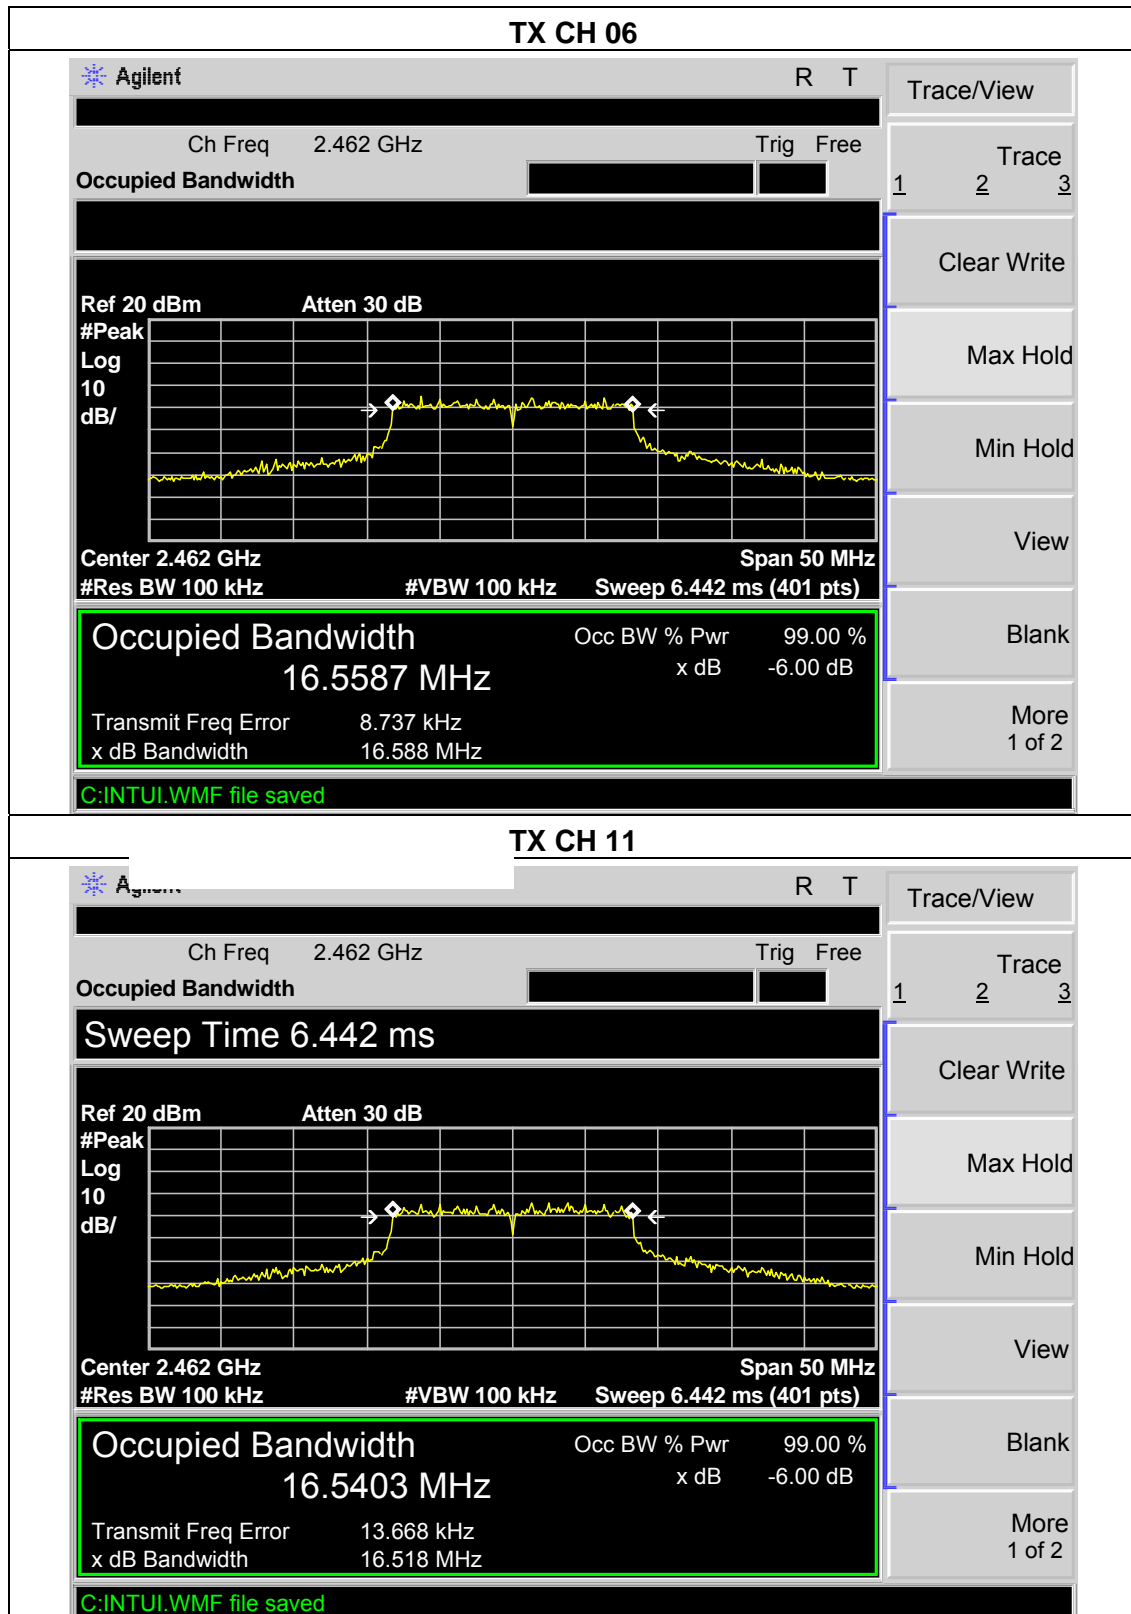 TX CH 06
Agilent R T
Trace/View
Ch Freq 2.462 GHz Trig Free
Occupied Bandwidth
Trace
1 2 3
Clear Write
Ref 20 dBm Atten 30 dB
#Peak
Log
10
dB/
Max Hold
Min Hold
View
Center 2.462 GHz Span 50 MHz
#Res BW 100 kHz #VBW 100 kHz Sweep 6.442 ms (401 pts)
Occupied Bandwidth Occ BW % Pwr 99.00 %
16.5587 MHz x dB -6.00 dB
Blank
Transmit Freq Error 8.737 kHz
x dB Bandwidth 16.588 MHz
More
1 of 2
C:INTUI.WMF file saved
TX CH 11
Agilent R T
Trace/View
Ch Freq 2.462 GHz Trig Free
Occupied Bandwidth
Trace
1 2 3
Sweep Time 6.442 ms
Clear Write
Ref 20 dBm Atten 30 dB
#Peak
Log
10
dB/
Max Hold
Min Hold
View
Center 2.462 GHz Span 50 MHz
#Res BW 100 kHz #VBW 100 kHz Sweep 6.442 ms (401 pts)
Occupied Bandwidth Occ BW % Pwr 99.00 %
16.5403 MHz x dB -6.00 dB
Blank
Transmit Freq Error 13.668 kHz
x dB Bandwidth 16.518 MHz
More
1 of 2
C:INTUI.WMF file saved